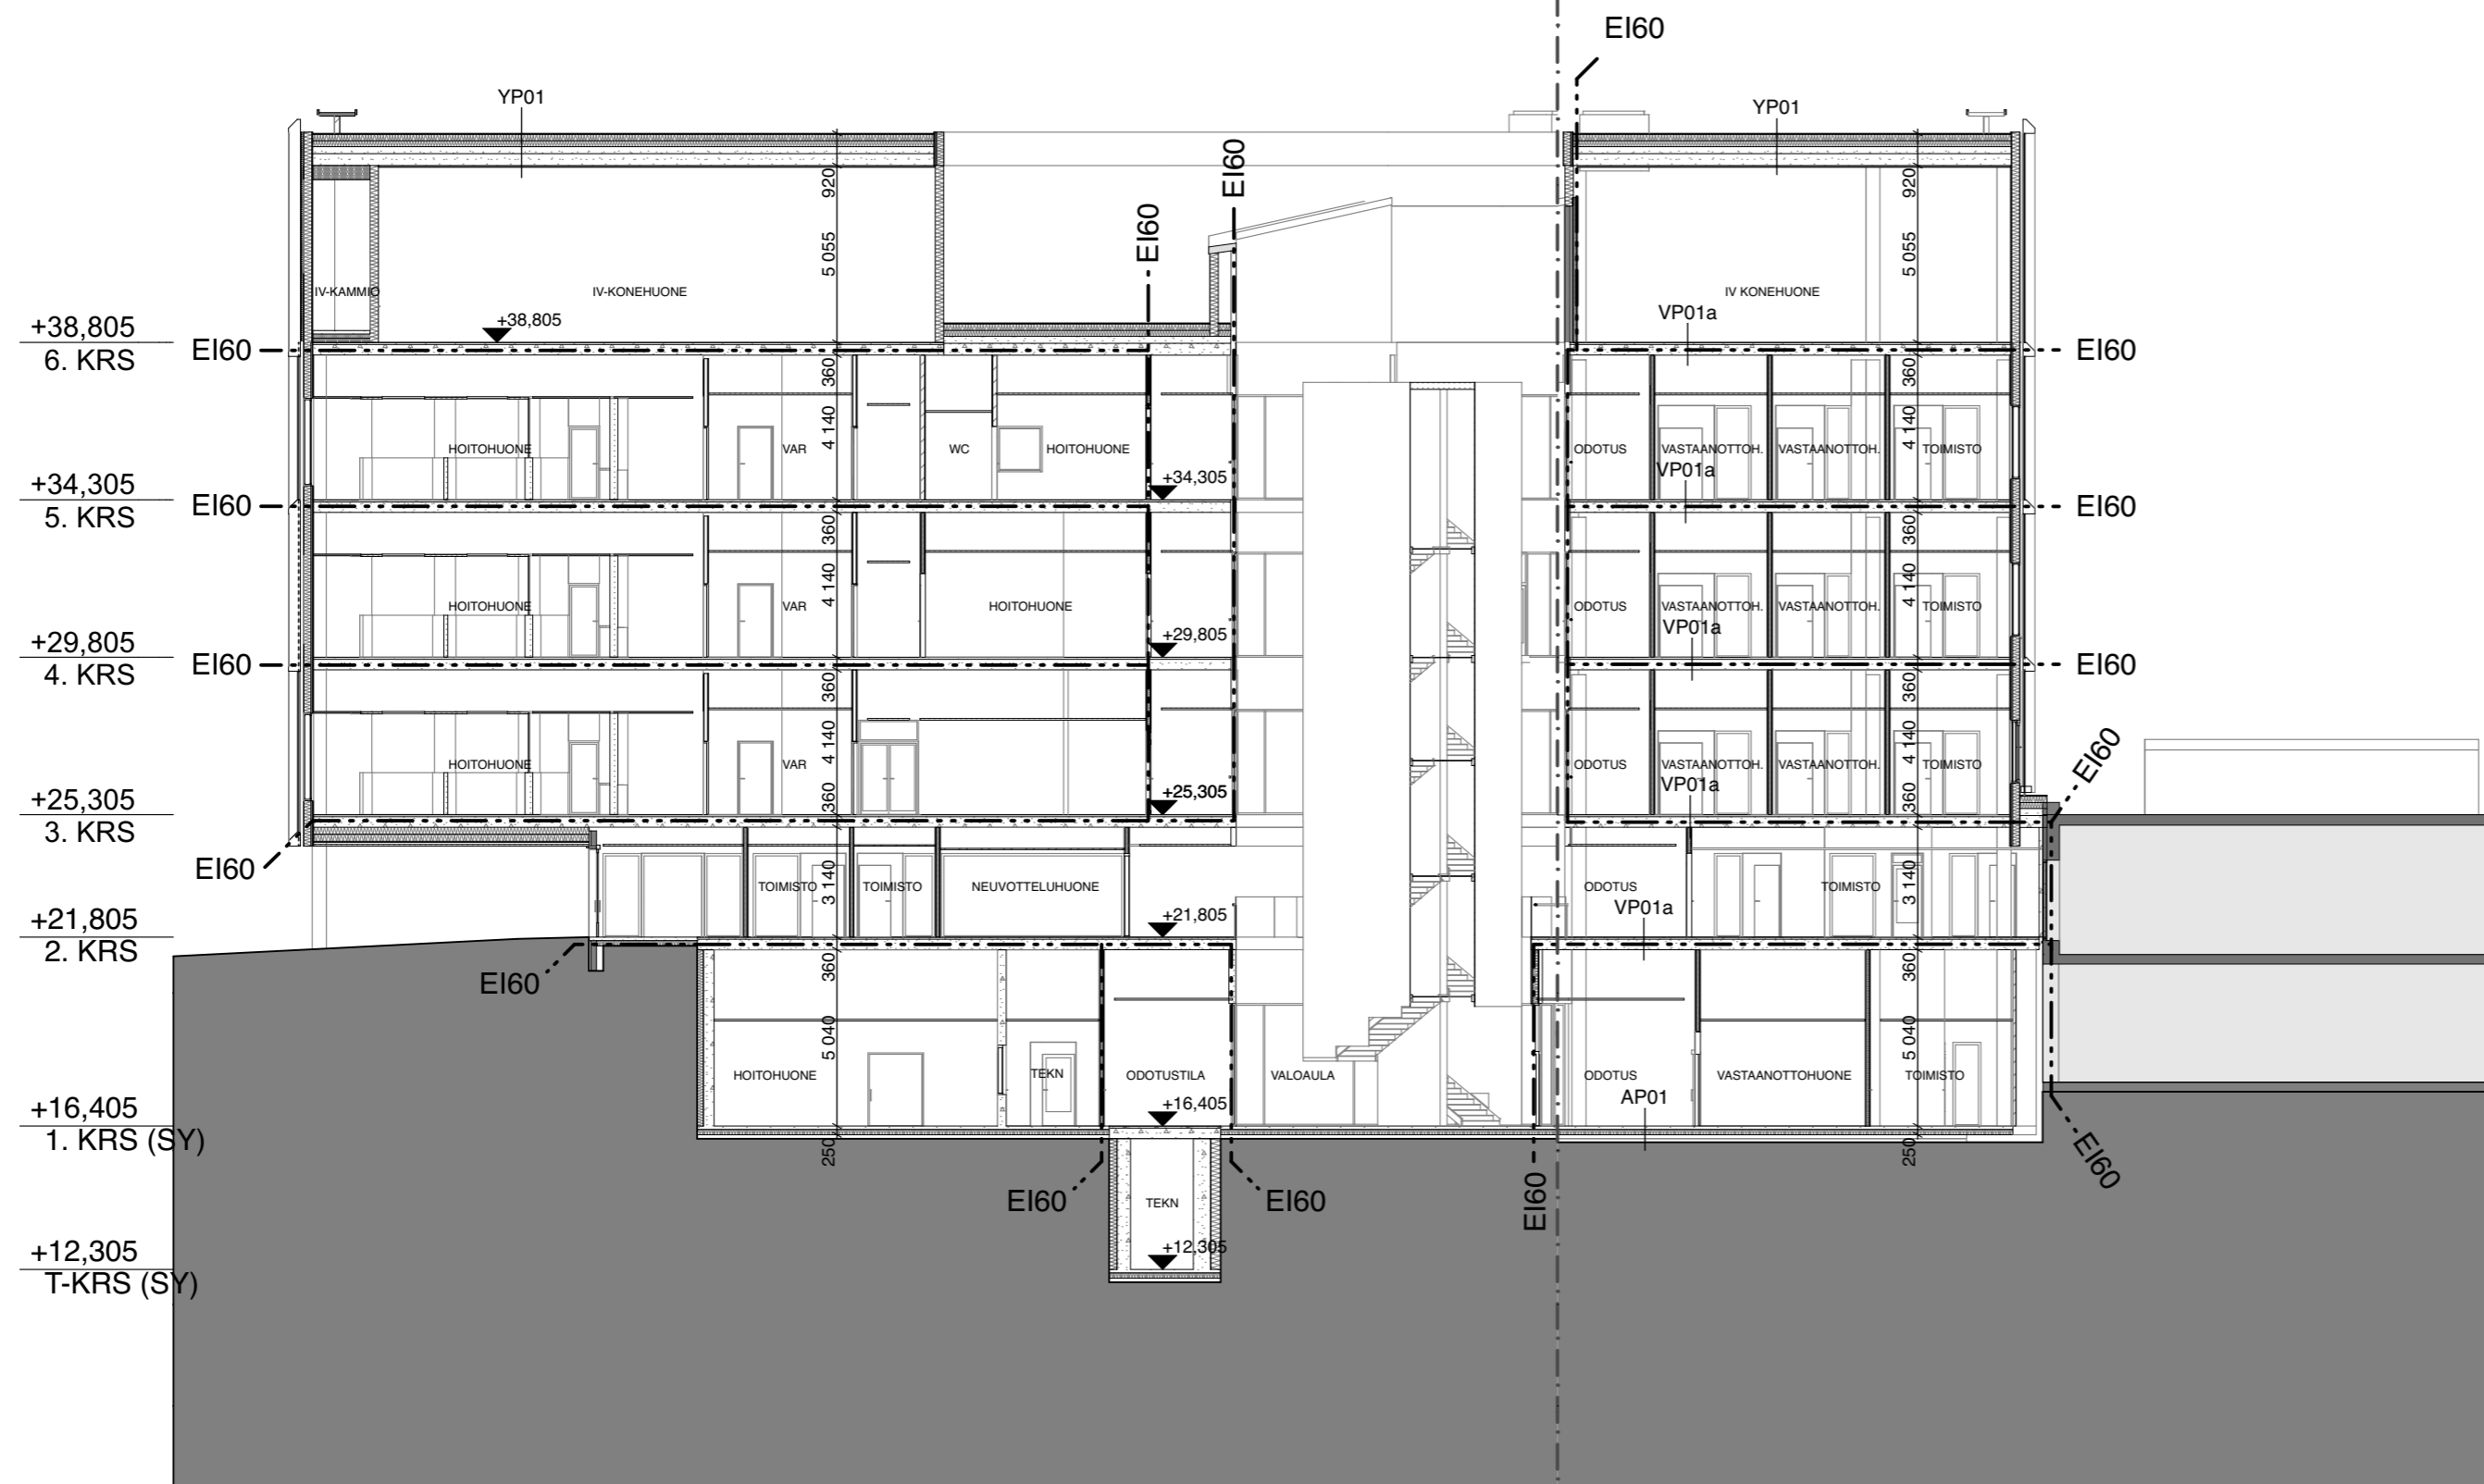 EI60
YP01
YP01
EI60
EI60
920
920
5 055
5 055
IV-KAMMIO
IV-KONEHUONE
IV KONEHUONE
+38,805
6. KRS
+38,805
VP01a
EI60
EI60
360
360
4 140
4 140
HOITOHUONE
VAR
WC
HOITOHUONE
ODOTUS
VASTAANOTTOH.
VASTAANOTTOH.
TOIMISTO
VP01a
+34,305
5. KRS
+34,305
EI60
EI60
360
360
4 140
4 140
HOITOHUONE
VAR
HOITOHUONE
ODOTUS
VASTAANOTTOH.
VASTAANOTTOH.
TOIMISTO
VP01a
+29,805
4. KRS
+29,805
EI60
EI60
360
360
4 140
4 140
HOITOHUONE
VAR
ODOTUS
VASTAANOTTOH.
VASTAANOTTOH.
TOIMISTO
VP01a
EI60
+25,305
3. KRS
+25,305
360
360
EI60
3 140
3 140
TOIMISTO
TOIMISTO
NEUVOTTELUHUONE
ODOTUS
TOIMISTO
VP01a
+21,805
2. KRS
+21,805
EI60
360
360
5 040
5 040
HOITOHUONE
TEKN
ODOTUSTILA
VALOAULA
ODOTUS
VASTAANOTTOHUONE
TOIMISTO
AP01
+16,405
1. KRS (SY)
+16,405
250
250
EI60
EI60
EI60
EI60
TEKN
+12,305
T-KRS (SY)
+12,305